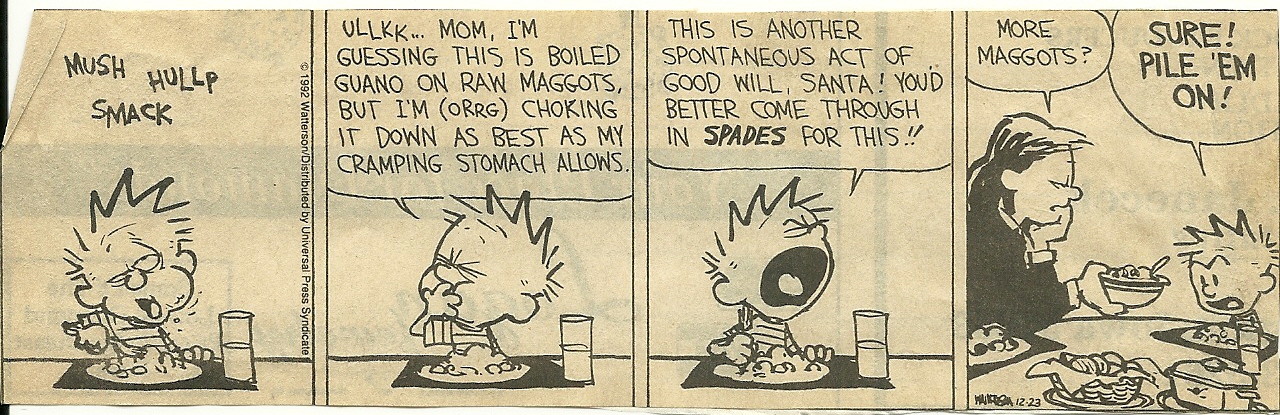 MUSH HULLP
SMACK
© 1992 Watterson/Distributed by Universal Press Syndicate
ULLKK... MOM, I'M
GUESSING THIS IS BOILED
GUANO ON RAW MAGGOTS,
BUT I'M (ORRG) CHOKING
IT DOWN AS BEST AS MY
CRAMPING STOMACH ALLOWS.
THIS IS ANOTHER
SPONTANEOUS ACT OF
GOOD WILL, SANTA! YOU'D
BETTER COME THROUGH
IN SPADES FOR THIS!!
MORE
MAGGOTS?
SURE!
PILE 'EM
ON!
WATTERSON 12-23